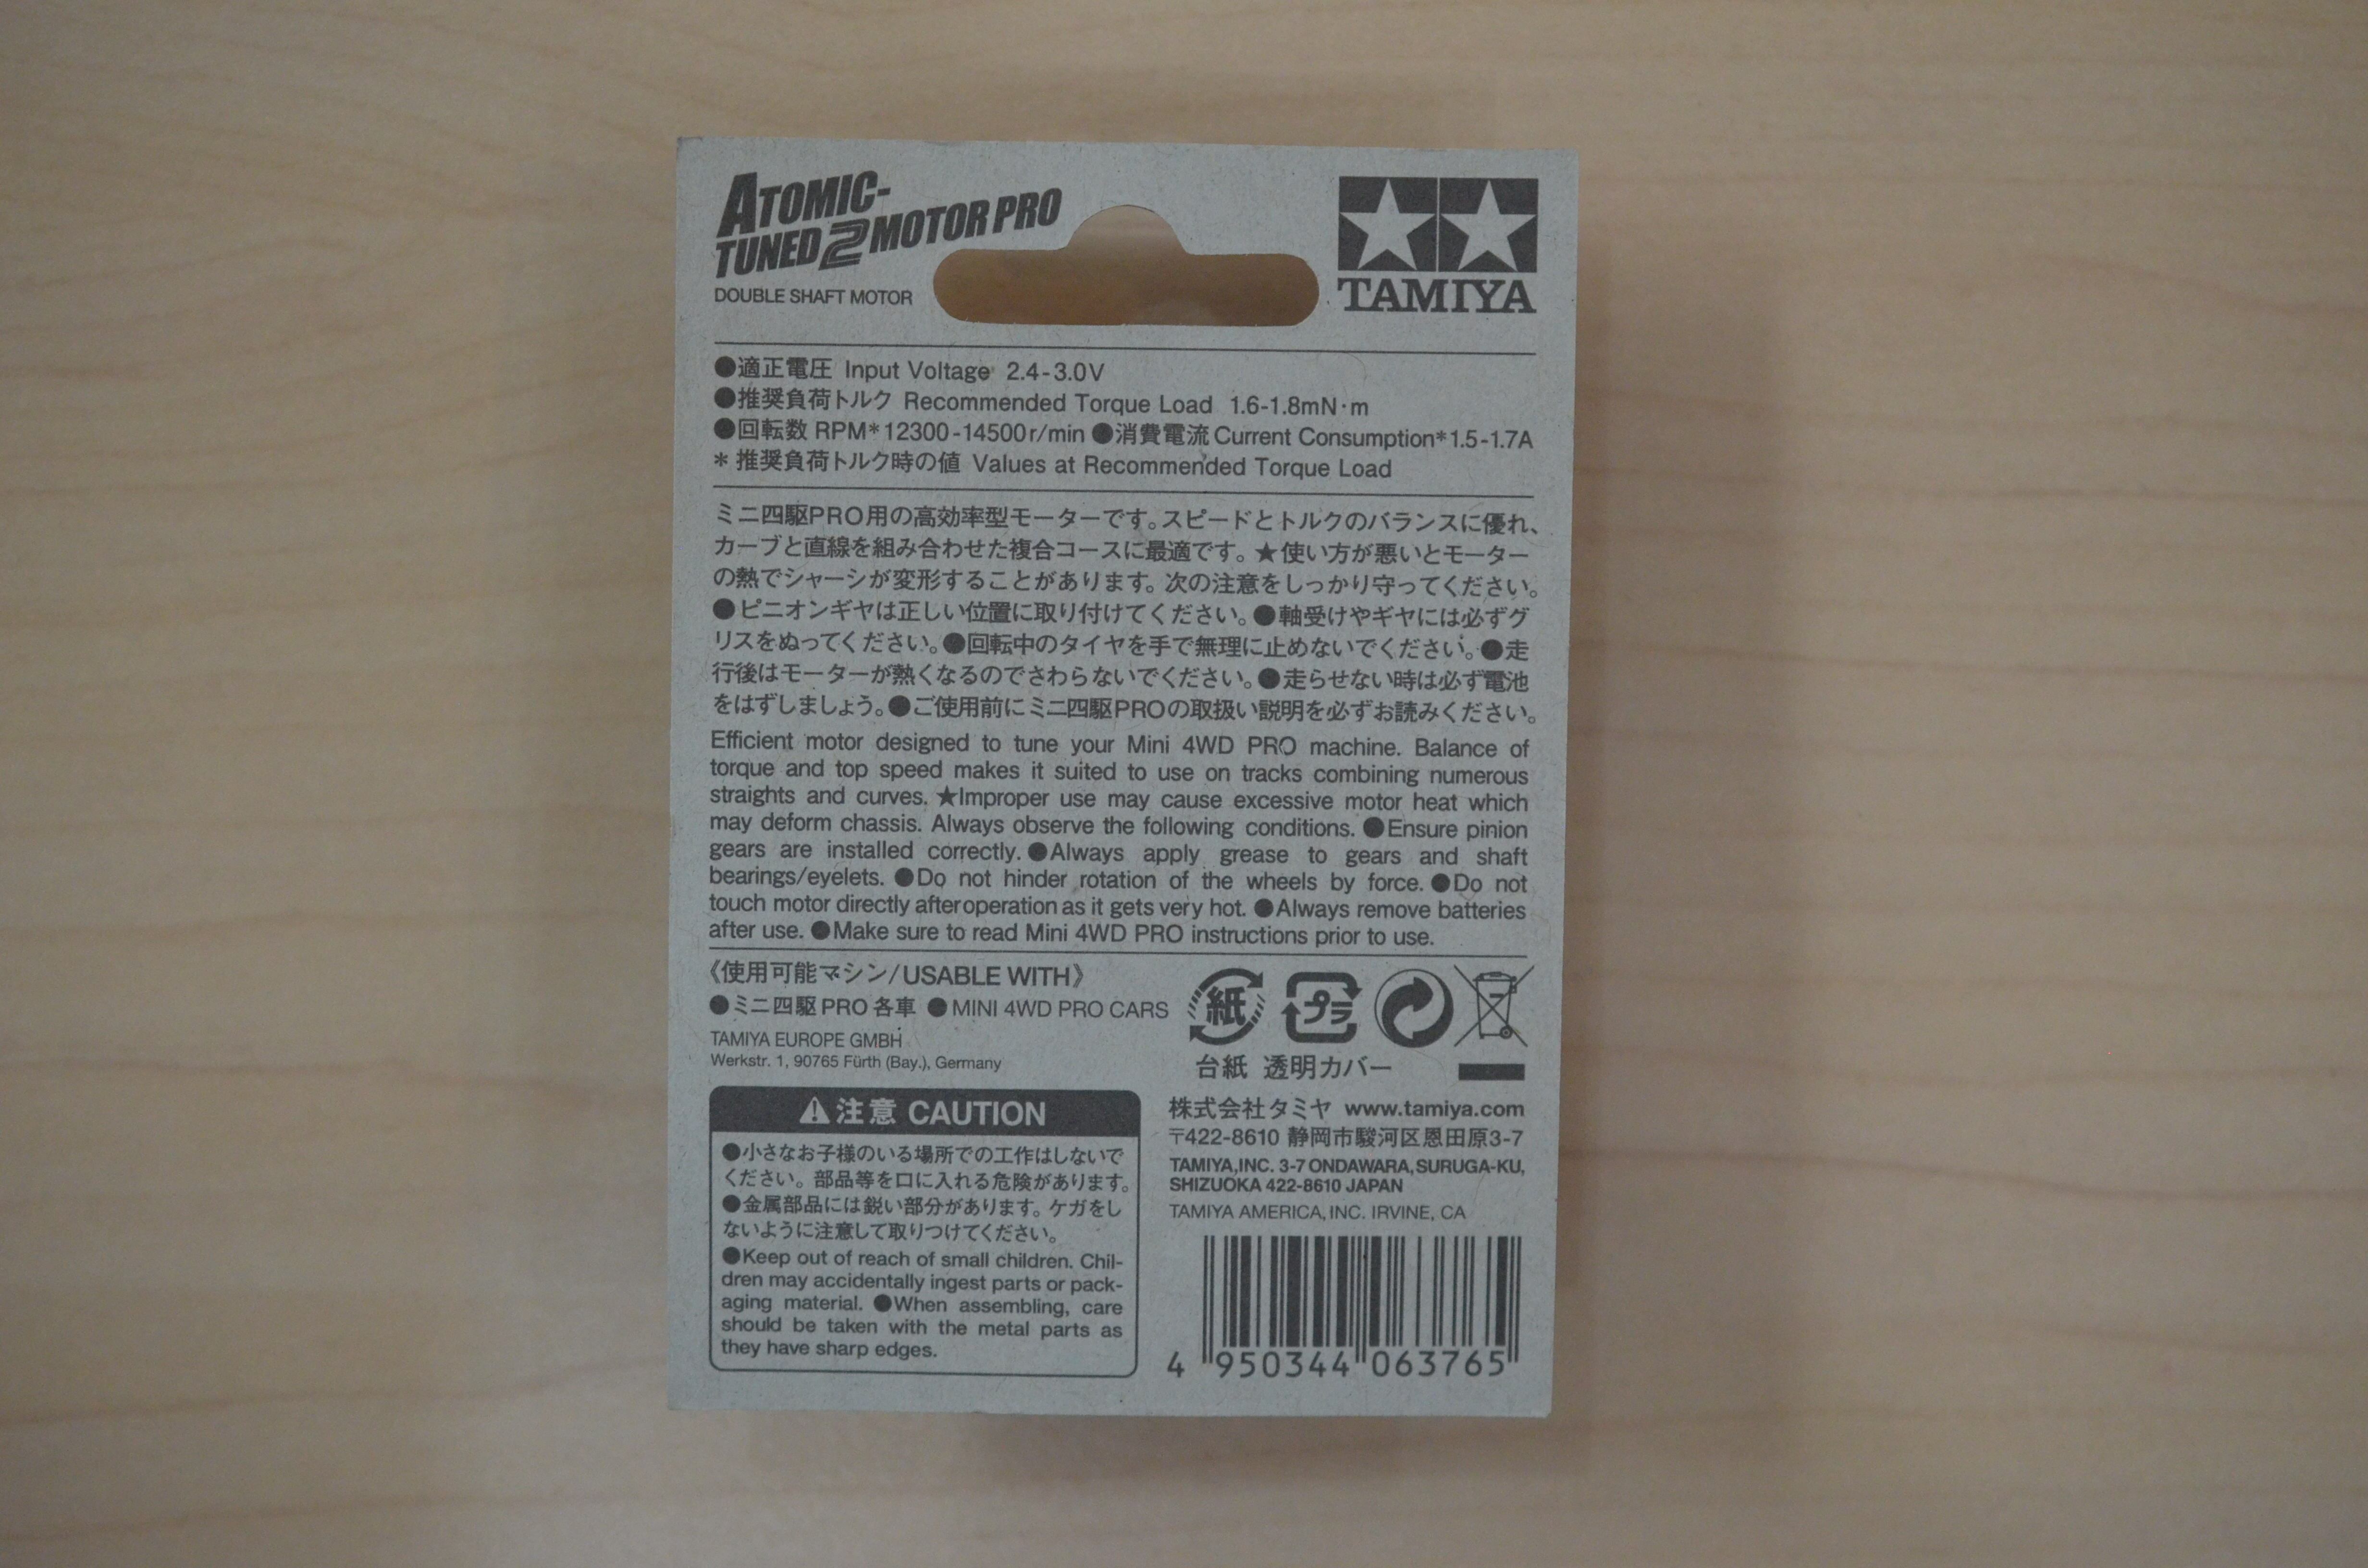 ATOMIC-
TUNED 2 MOTOR PRO
DOUBLE SHAFT MOTOR
TAMIYA
●適正電圧 Input Voltage 2.4-3.0V
●推奨負荷トルク Recommended Torque Load 1.6-1.8mN·m
●回転数 RPM*12300-14500r/min ●消費電流 Current Consumption*1.5-1.7A
* 推奨負荷トルク時の値 Values at Recommended Torque Load
ミニ四駆PRO用の高効率型モーターです。スピードとトルクのバランスに優れ、
カーブと直線を組み合わせた複合コースに最適です。★使い方が悪いとモーター
の熱でシャーシが変形することがあります。次の注意をしっかり守ってください。
●ピニオンギヤは正しい位置に取り付けてください。●軸受けやギヤには必ずグ
リスをぬってください。●回転中のタイヤを手で無理に止めないでください。●走
行後はモーターが熱くなるのでさわらないでください。●走らせない時は必ず電池
をはずしましょう。●ご使用前にミニ四駆PROの取扱い説明を必ずお読みください。
Efficient motor designed to tune your Mini 4WD PRO machine. Balance of
torque and top speed makes it suited to use on tracks combining numerous
straights and curves. ★Improper use may cause excessive motor heat which
may deform chassis. Always observe the following conditions. ●Ensure pinion
gears are installed correctly. ●Always apply grease to gears and shaft
bearings/eyelets. ●Do not hinder rotation of the wheels by force. ●Do not
touch motor directly after operation as it gets very hot. ●Always remove batteries
after use. ●Make sure to read Mini 4WD PRO instructions prior to use.
《使用可能マシン/USABLE WITH》
●ミニ四駆PRO各車 ●MINI 4WD PRO CARS
TAMIYA EUROPE GMBH
Werkstr. 1, 90765 Fürth (Bay.), Germany
紙 プラ
台紙 透明カバー
注意 CAUTION
●小さなお子様のいる場所での工作はしないで
ください。部品等を口に入れる危険があります。
●金属部品には鋭い部分があります。ケガをし
ないように注意して取りつけてください。
●Keep out of reach of small children. Chil-
dren may accidentally ingest parts or pack-
aging material. ●When assembling, care
should be taken with the metal parts as
they have sharp edges.
株式会社タミヤ www.tamiya.com
〒422-8610 静岡市駿河区恩田原3-7
TAMIYA,INC. 3-7 ONDAWARA, SURUGA-KU,
SHIZUOKA 422-8610 JAPAN
TAMIYA AMERICA, INC. IRVINE, CA
4 950344 063765